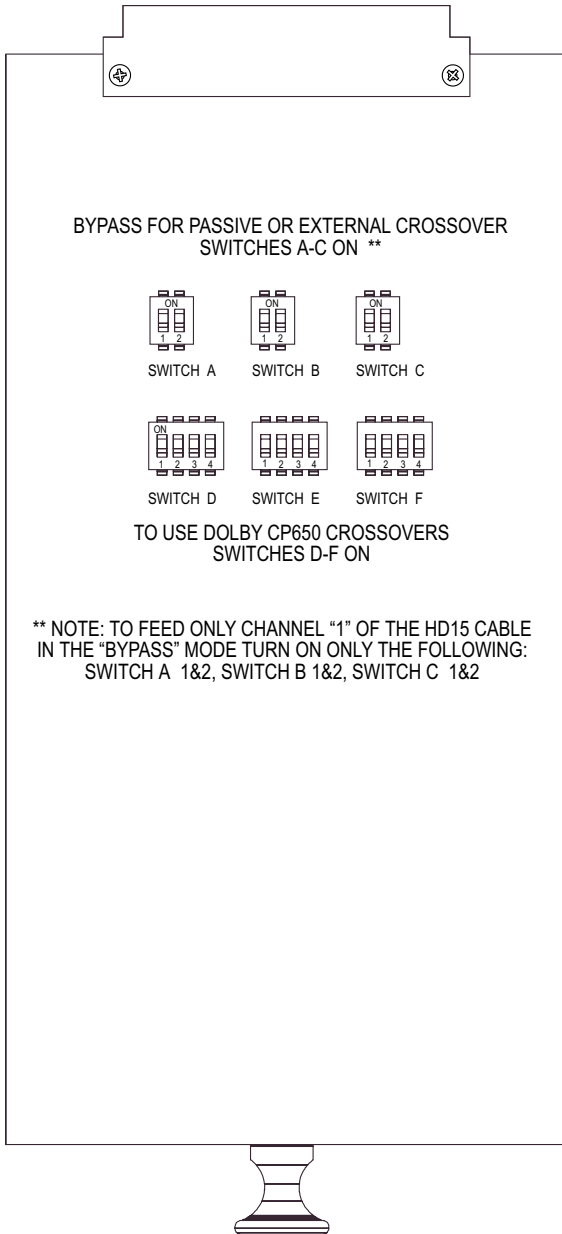 BYPASS FOR PASSIVE OR EXTERNAL CROSSOVER
SWITCHES A-C ON **
ON ON ON
1 2 1 2 1 2
SWITCH A SWITCH B SWITCH C
ON
1 2 3 4 1 2 3 4 1 2 3 4
SWITCH D SWITCH E SWITCH F
TO USE DOLBY CP650 CROSSOVERS
SWITCHES D-F ON
** NOTE: TO FEED ONLY CHANNEL “1” OF THE HD15 CABLE
IN THE “BYPASS” MODE TURN ON ONLY THE FOLLOWING:
SWITCH A 1&2, SWITCH B 1&2, SWITCH C 1&2